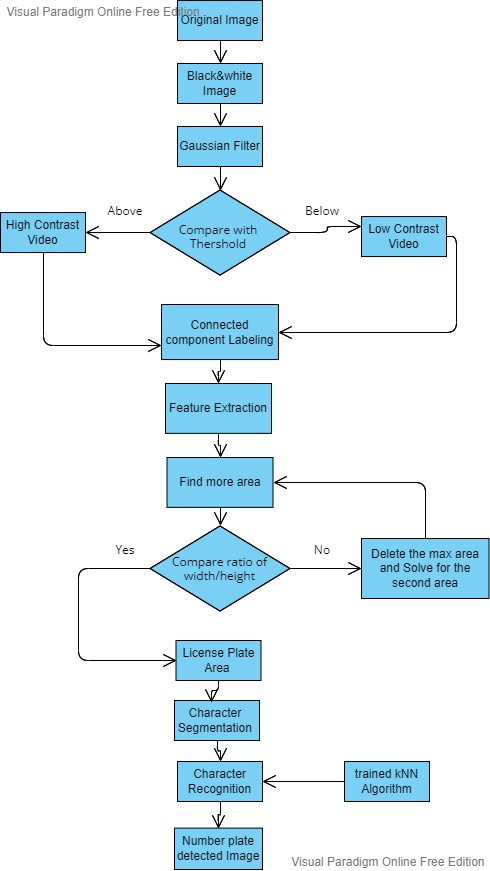 Visual Paradigm Online Free Edition
Original Image
Black&white
Image
Gaussian Filter
Compare with
Thershold
Above
Below
High Contrast
Video
Low Contrast
Video
Connected
component Labeling
Feature Extraction
Find more area
Compare ratio of
width/height
Yes
No
Delete the max area
and Solve for the
second area
License Plate
Area
Character
Segmentation
Character
Recognition
trained kNN
Algorithm
Number plate
detected Image
Visual Paradigm Online Free Edition